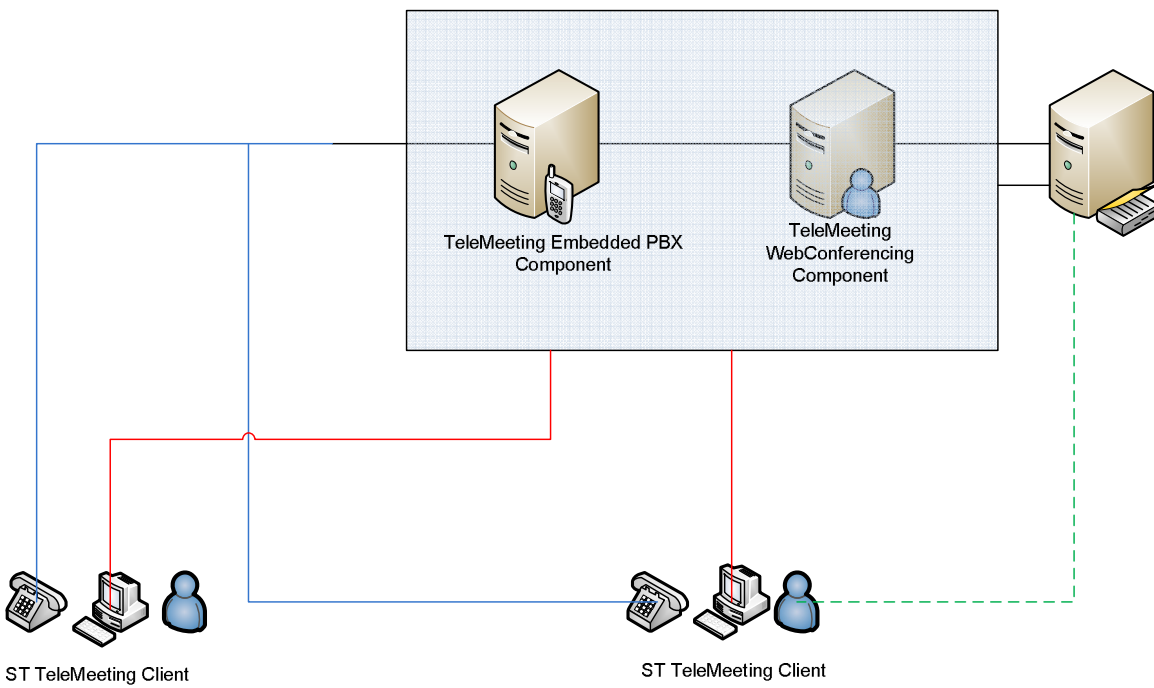 TeleMeeting Embedded PBX
Component
TeleMeeting
WebConferencing
Component
ST TeleMeeting Client
ST TeleMeeting Client